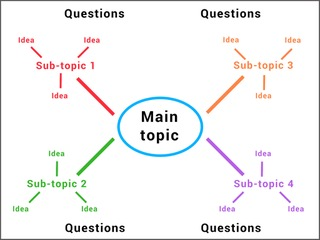 Questions Questions
Idea Idea Idea Idea
Sub-topic 1 Sub-topic 3
Idea Idea
Main
topic
Idea Idea
Sub-topic 2 Sub-topic 4
Idea Idea Idea Idea
Questions Questions